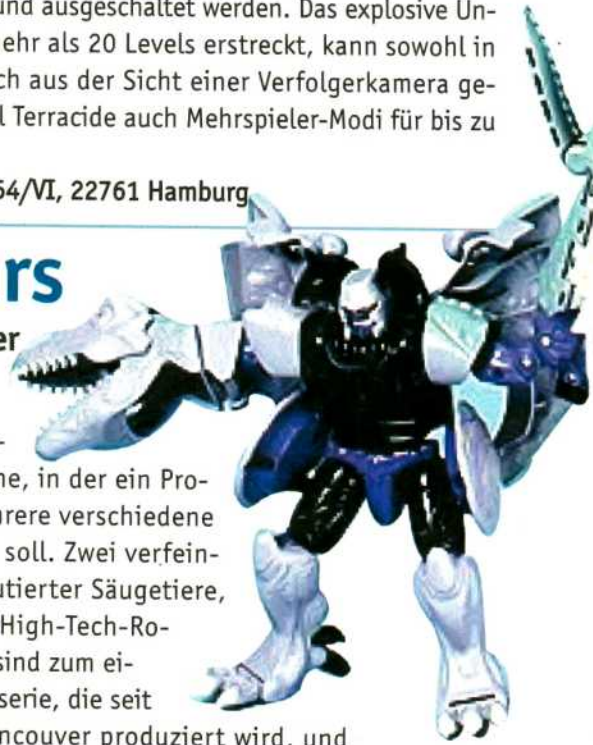 und ausgeschaltet werden. Das explosive Un-
ehr als 20 Levels erstreckt, kann sowohl in
ch aus der Sicht einer Verfolgerkamera ge-
l Terracide auch Mehrspieler-Modi für bis zu
64/VI, 22761 Hamburg
rs
er
-
ne, in der ein Pro-
rere verschiedene
soll. Zwei verfein-
utierter Säugetiere,
High-Tech-Ro-
sind zum ei-
serie, die seit
ncouver produziert wird, und